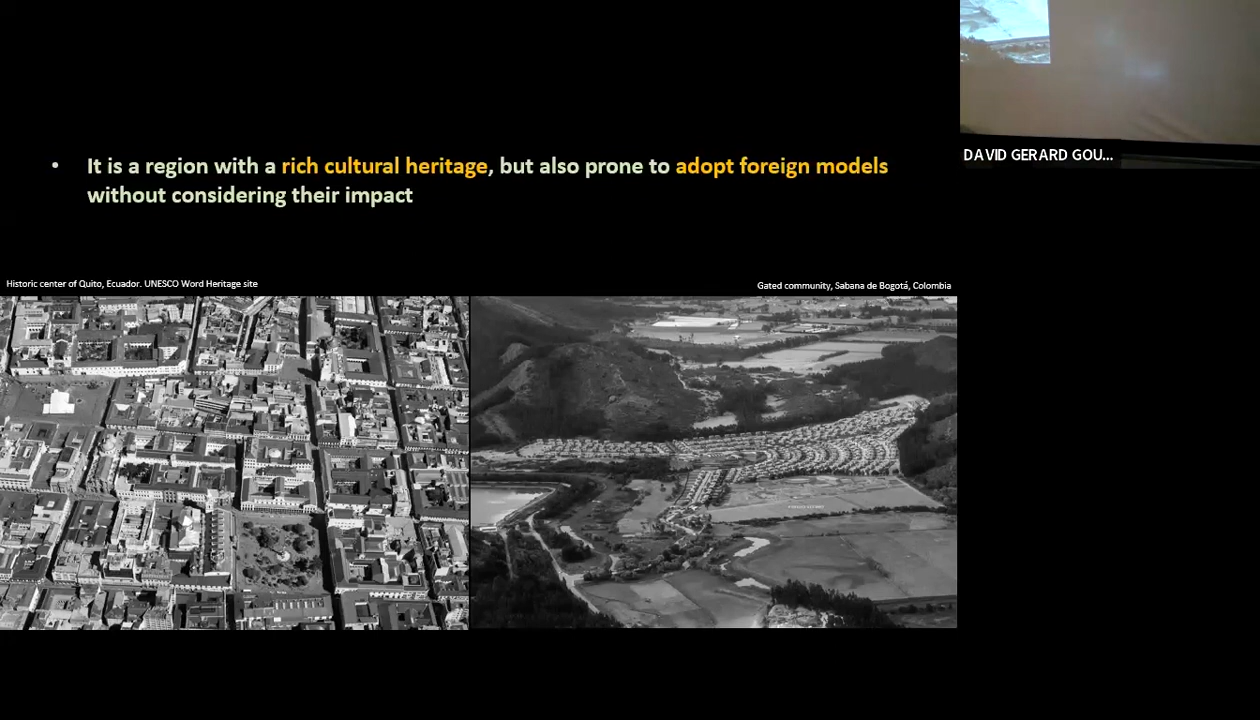 • It is a region with a rich cultural heritage, but also prone to adopt foreign models
without considering their impact
Historic center of Quito, Ecuador. UNESCO Word Heritage site
Gated community, Sabana de Bogotá, Colombia
DAVID GERARD GOU...